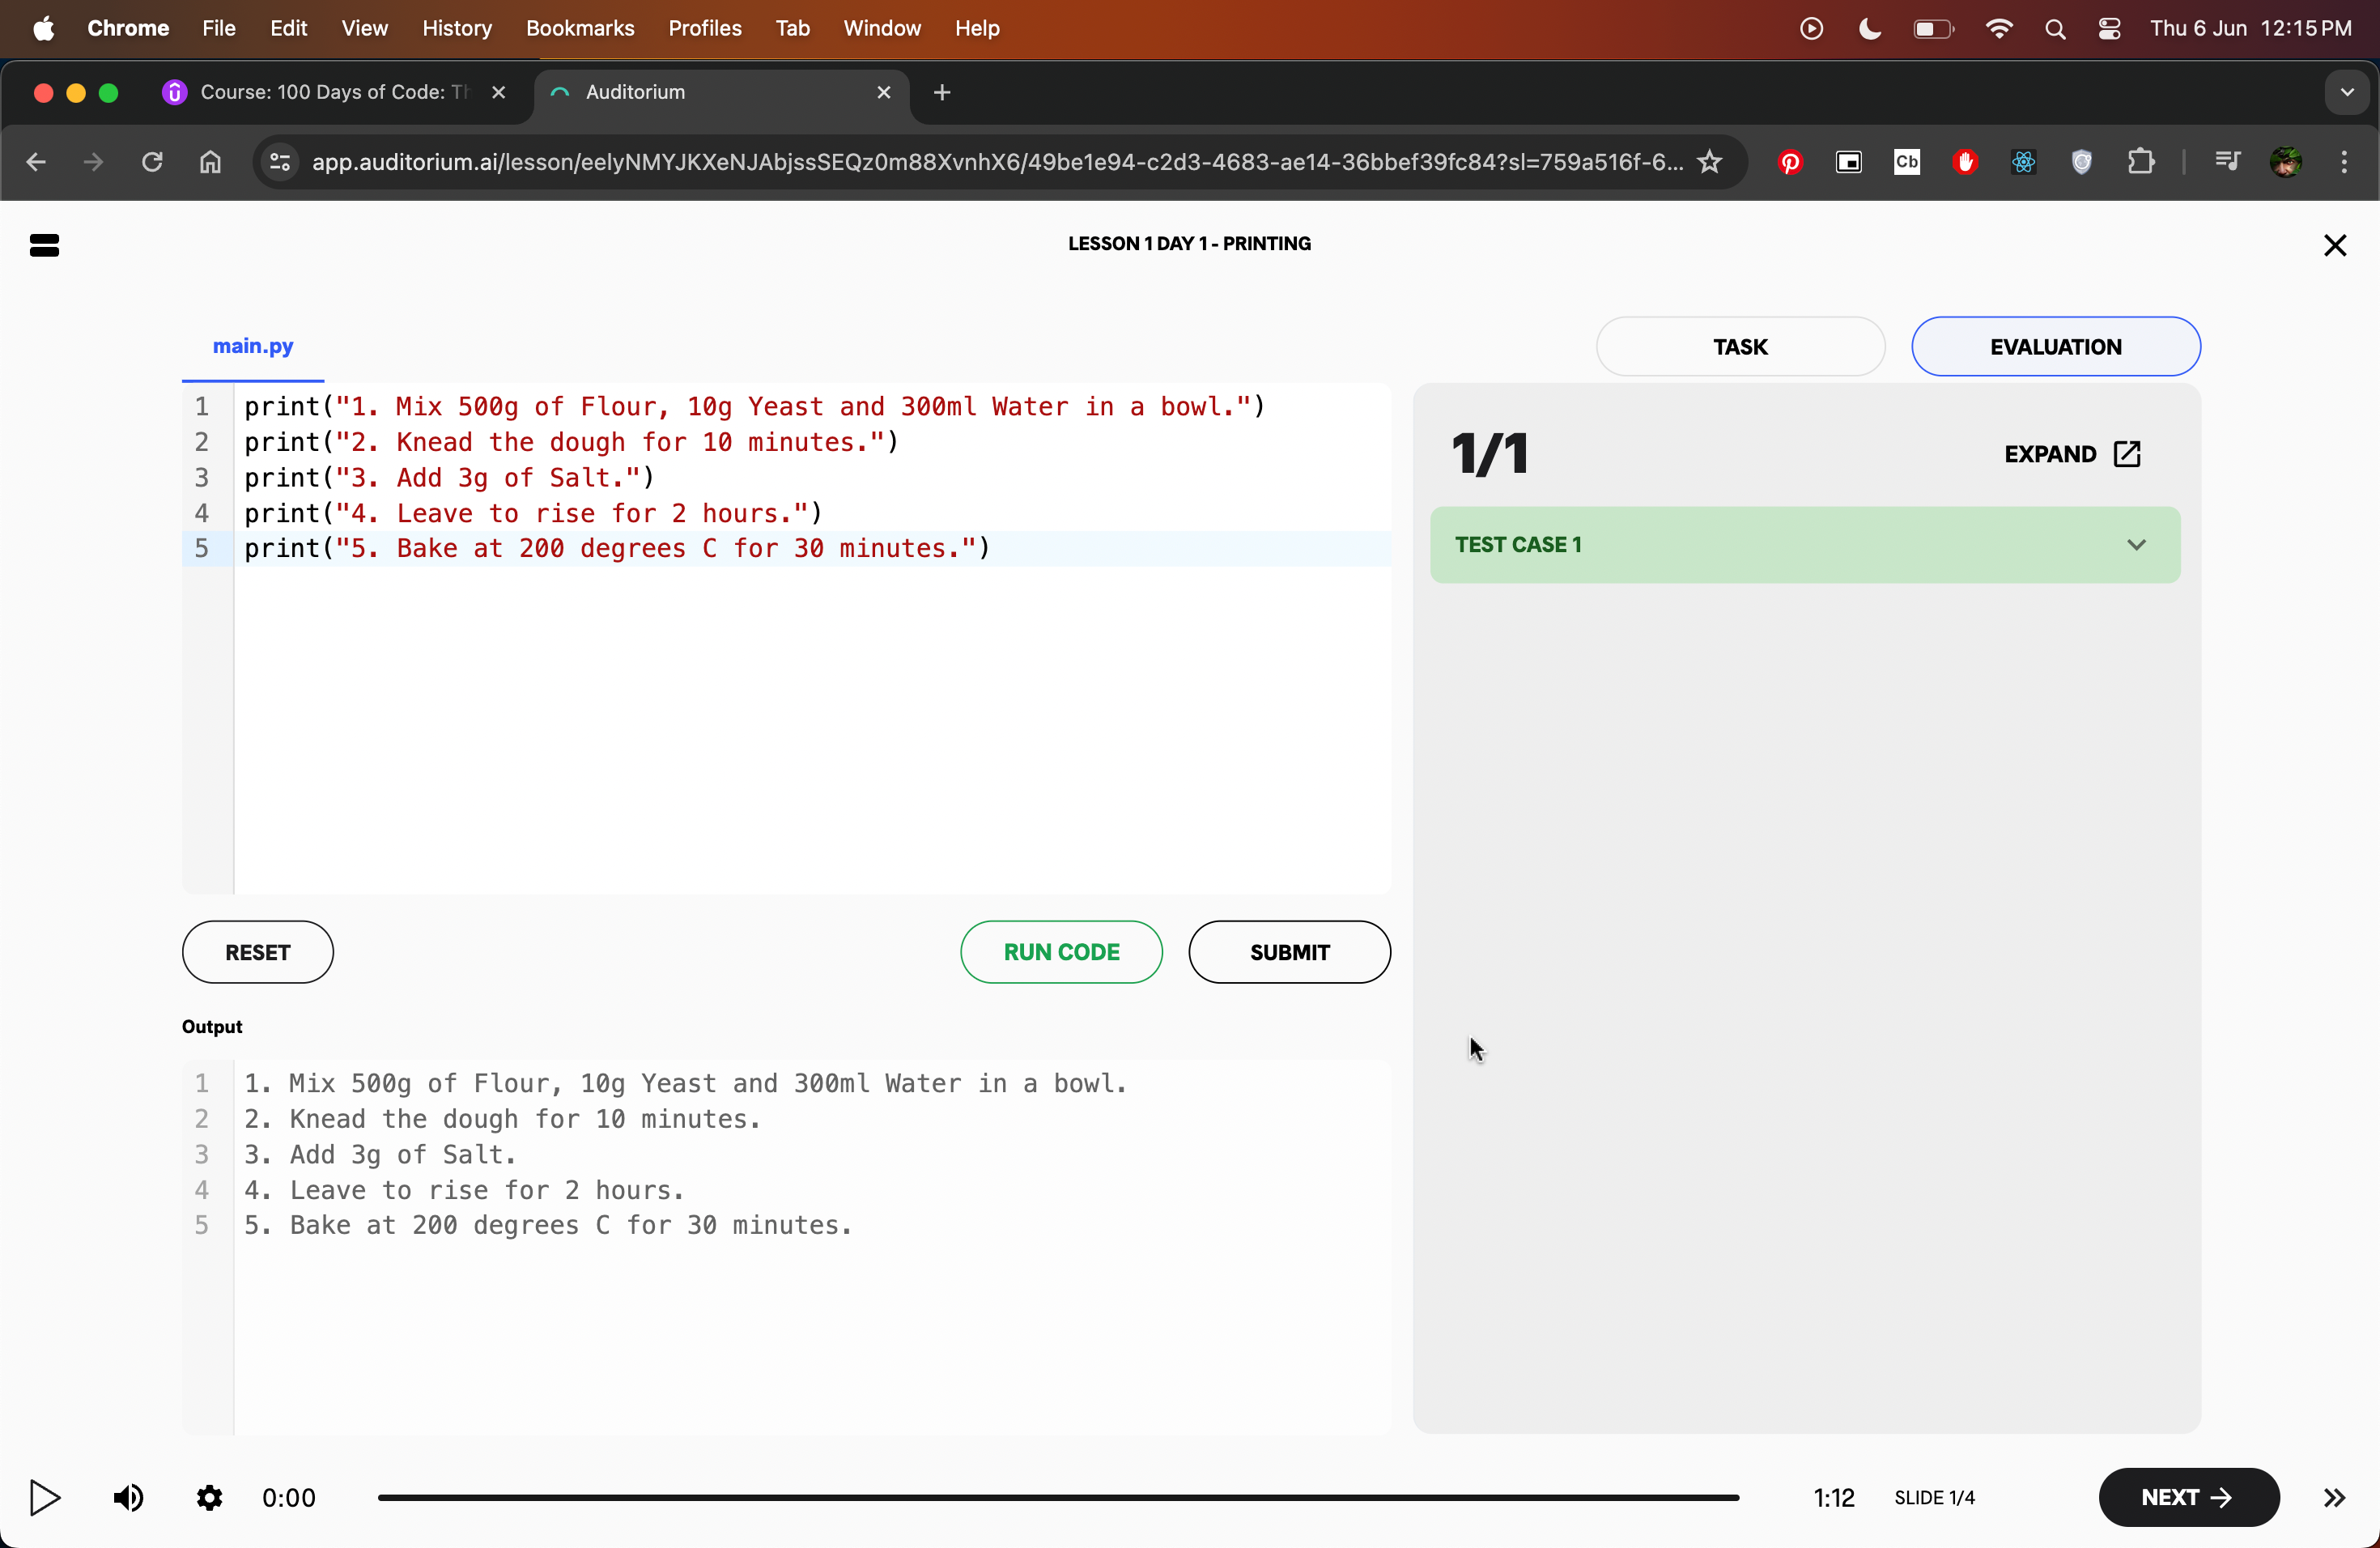 Chrome File Edit View History Bookmarks Profiles Tab Window Help Thu 6 Jun 12:15 PM
Course: 100 Days of Code: Auditorium
app.auditorium.ai/lesson/eelyNMYJKXeNJAbjssSEQz0m88XvnhX6/49be1e94-c2d3-4683-ae14-36bbef39fc84?sl=759a516f-6... Cb
LESSON 1 DAY 1 - PRINTING
main.py
TASK EVALUATION
1 print("1. Mix 500g of Flour, 10g Yeast and 300ml Water in a bowl.")
2 print("2. Knead the dough for 10 minutes.")
3 print("3. Add 3g of Salt.")
4 print("4. Leave to rise for 2 hours.")
5 print("5. Bake at 200 degrees C for 30 minutes.")
1/1 EXPAND
TEST CASE 1
RESET RUN CODE SUBMIT
Output
1 1. Mix 500g of Flour, 10g Yeast and 300ml Water in a bowl.
2 2. Knead the dough for 10 minutes.
3 3. Add 3g of Salt.
4 4. Leave to rise for 2 hours.
5 5. Bake at 200 degrees C for 30 minutes.
0:00 1:12 SLIDE 1/4 NEXT